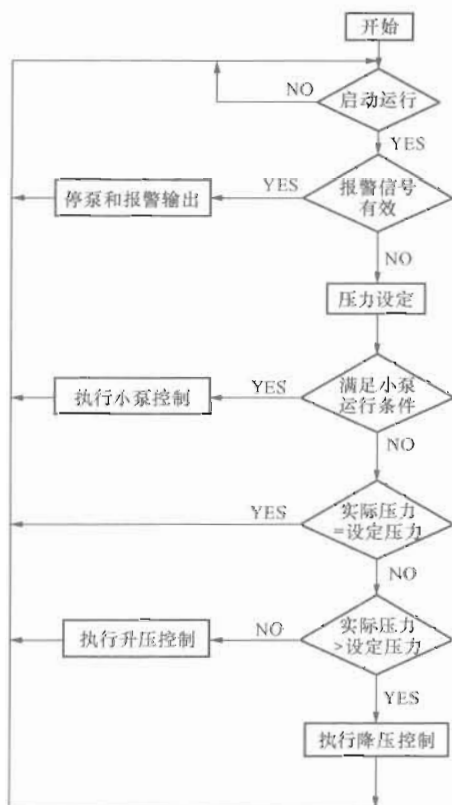 开始
NO
启动运行
YES
YES
报警信号
有效
停泵和报警输出
NO
压力设定
YES
满足小泵
运行条件
执行小泵控制
NO
YES
实际压力
=设定压力
NO
NO
实际压力
>设定压力
执行升压控制
YES
执行降压控制